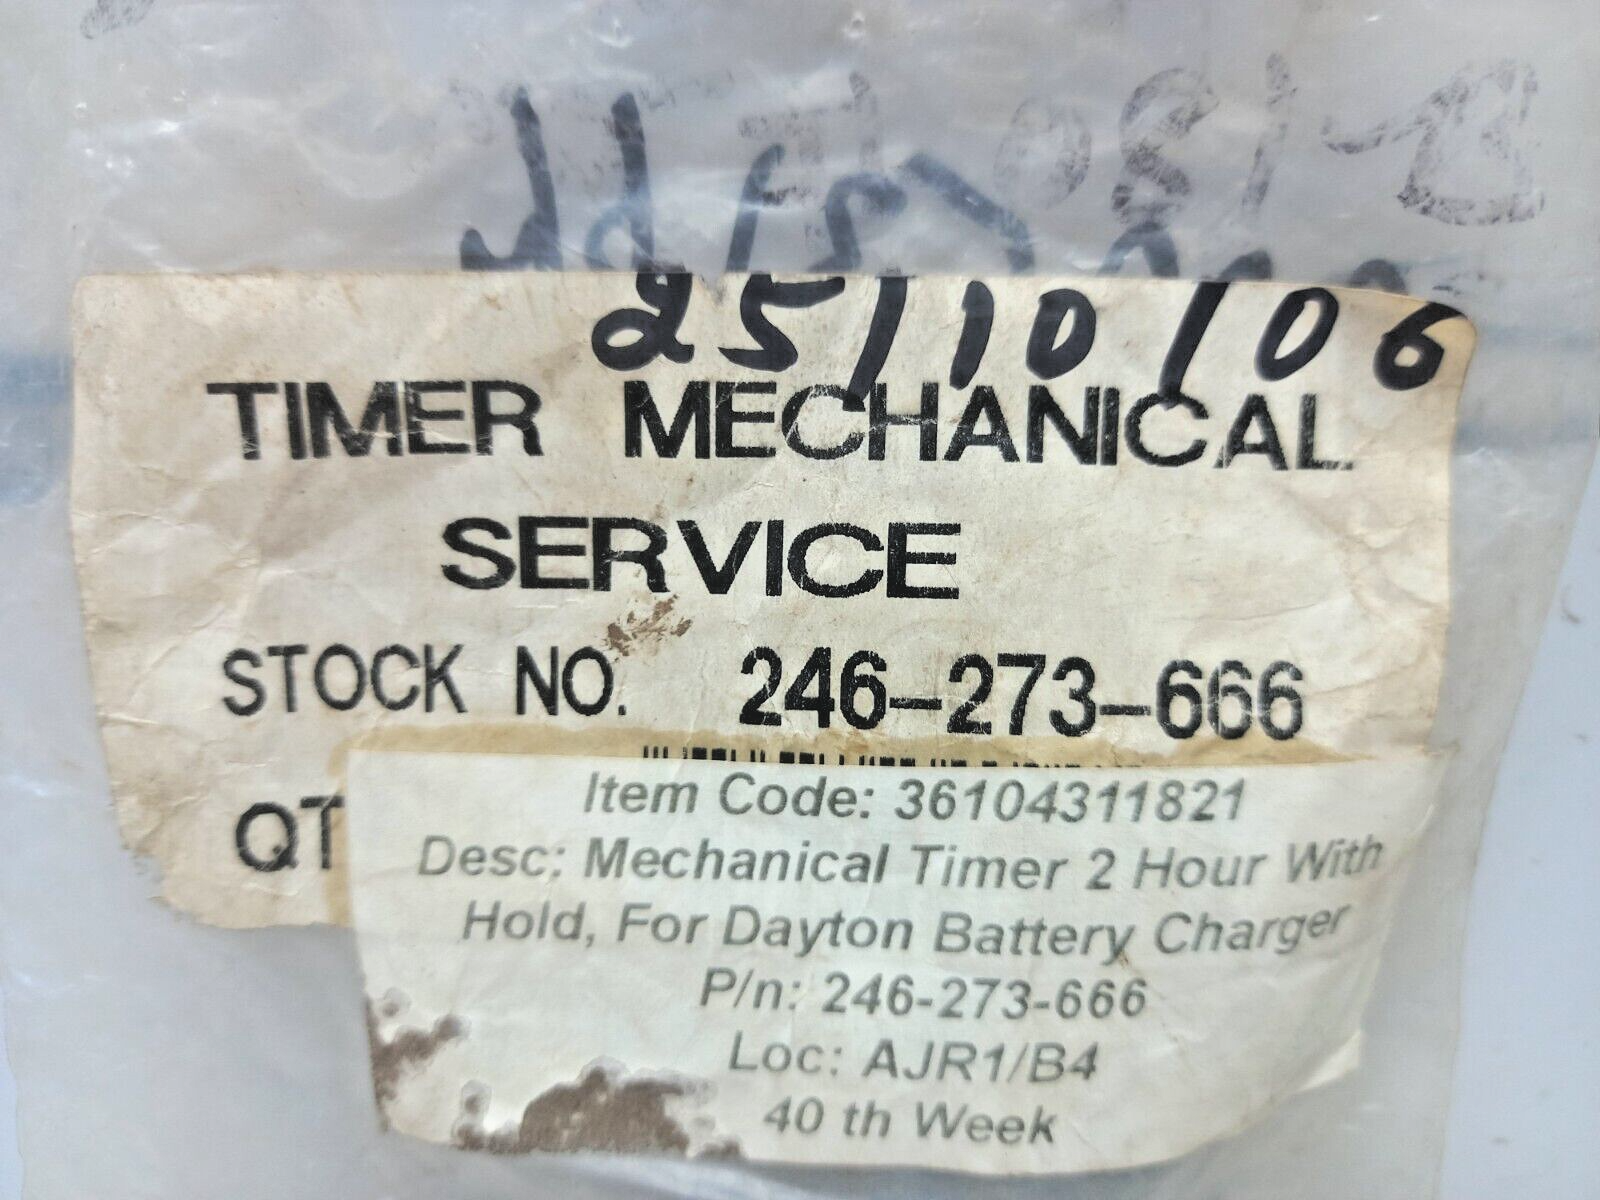 25/10/06
TIMER MECHANICAL
SERVICE
STOCK NO. 246-273-666
QT
Item Code: 36104311821
Desc: Mechanical Timer 2 Hour With
Hold, For Dayton Battery Charger
P/n: 246-273-666
Loc: AJR1/B4
40 th Week